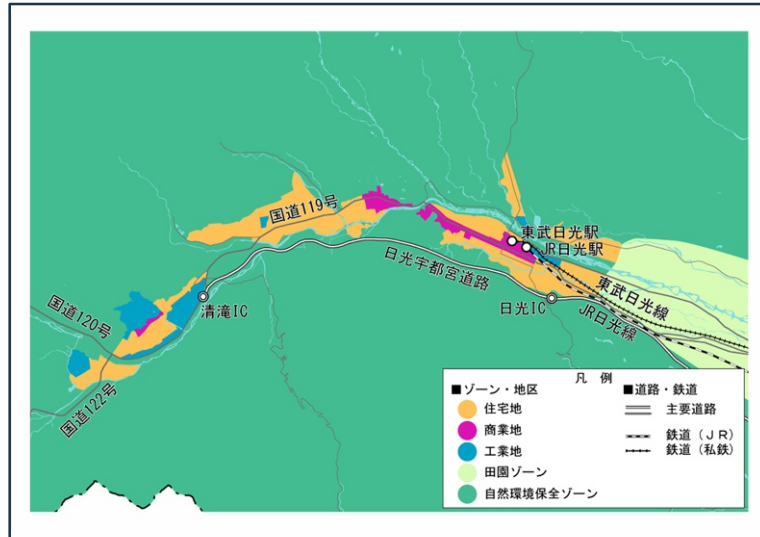 国道119号
東武日光駅
JR日光駅
日光宇都宮道路
東武日光線
清滝IC
日光IC
JR日光線
国道120号
国道122号
凡 例
■ゾーン・地区
住宅地
商業地
工業地
田園ゾーン
自然環境保全ゾーン
■道路・鉄道
主要道路
鉄道(JR)
鉄道(私鉄)